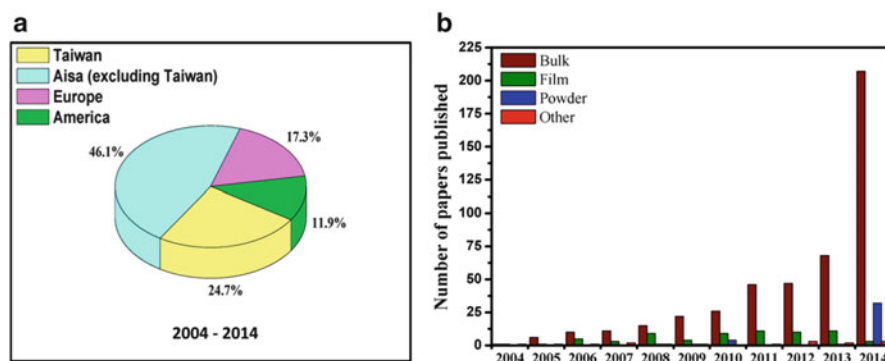 a
Taiwan
Aisa (excluding Taiwan)
Europe
America
46.1%
17.3%
11.9%
24.7%
2004 - 2014
b
Number of papers published
225
200
175
150
125
100
75
50
25
0
Bulk
Film
Powder
Other
2004 2005 2006 2007 2008 2009 2010 2011 2012 2013 2014